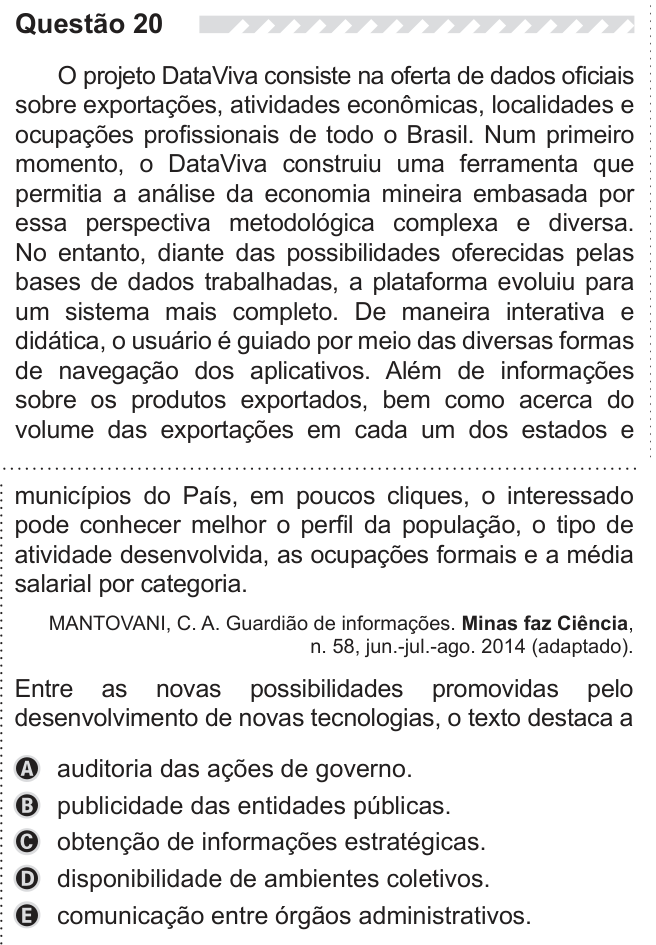 Questão 20
O projeto DataViva consiste na oferta de dados oficiais
sobre exportações, atividades econômicas, localidades e
ocupações profissionais de todo o Brasil. Num primeiro
momento, o DataViva construiu uma ferramenta que
permitia a análise da economia mineira embasada por
essa perspectiva metodológica complexa e diversa.
No entanto, diante das possibilidades oferecidas pelas
bases de dados trabalhadas, a plataforma evoluiu para
um sistema mais completo. De maneira interativa e
didática, o usuário é guiado por meio das diversas formas
de navegação dos aplicativos. Além de informações
sobre os produtos exportados, bem como acerca do
volume das exportações em cada um dos estados e
municípios do País, em poucos cliques, o interessado
pode conhecer melhor o perfil da população, o tipo de
atividade desenvolvida, as ocupações formais e a média
salarial por categoria.
MANTOVANI, C. A. Guardião de informações. Minas faz Ciência,
n. 58, jun.-jul.-ago. 2014 (adaptado).
Entre as novas possibilidades promovidas pelo
desenvolvimento de novas tecnologias, o texto destaca a
A auditoria das ações de governo.
B publicidade das entidades públicas.
C obtenção de informações estratégicas.
D disponibilidade de ambientes coletivos.
E comunicação entre órgãos administrativos.